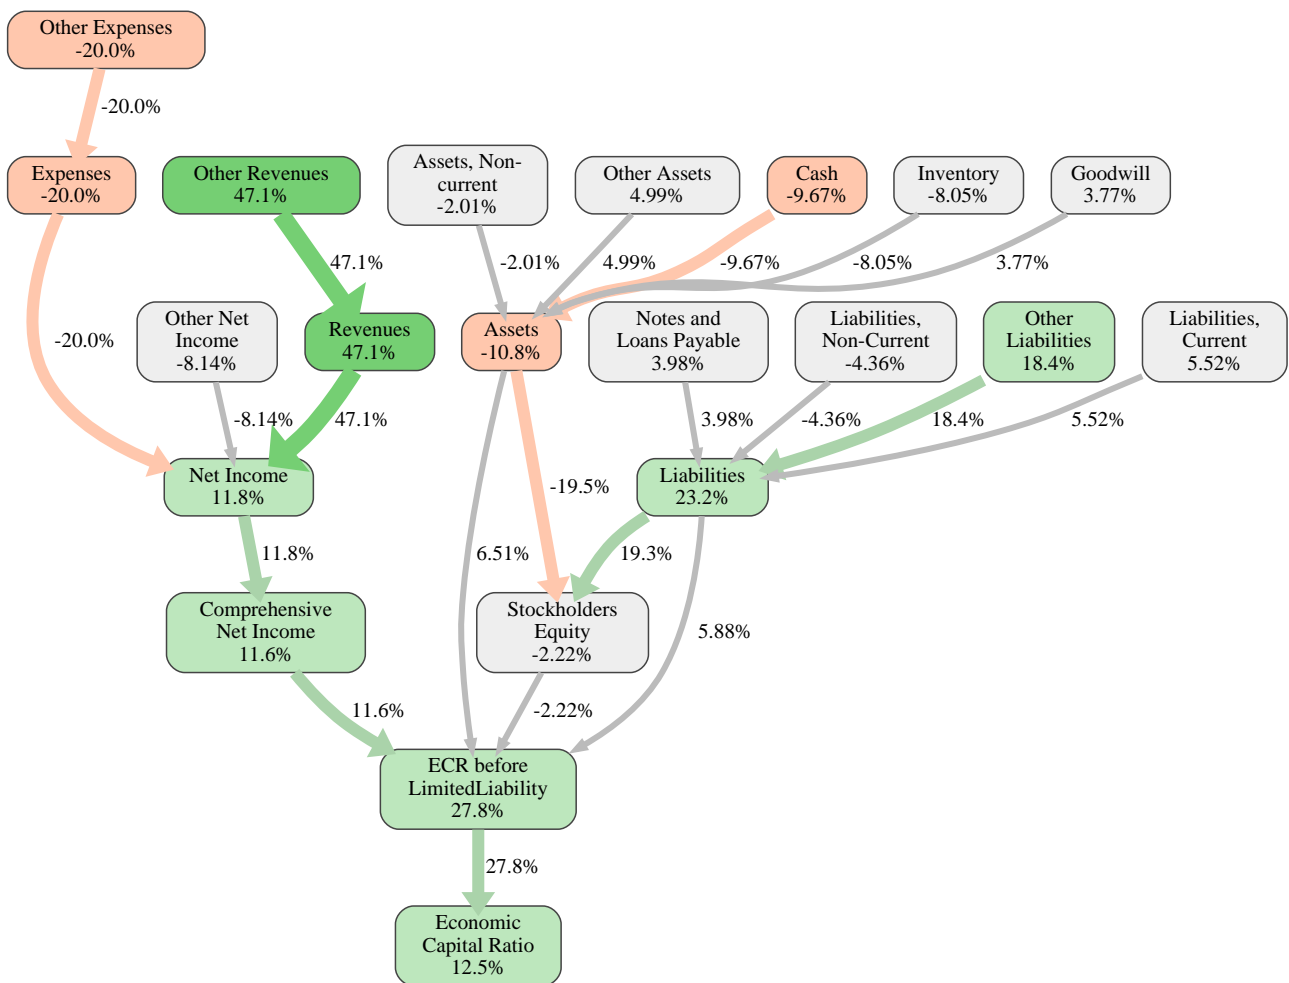 Other Expenses
-20.0%
-20.0%
Expenses
-20.0%
Other Revenues
47.1%
Assets, Non-
current
-2.01%
Other Assets
4.99%
Cash
-9.67%
Inventory
-8.05%
Goodwill
3.77%
47.1%
-2.01%
4.99%
-9.67%
-8.05%
3.77%
-20.0%
Other Net
Income
-8.14%
Revenues
47.1%
Assets
-10.8%
Notes and
Loans Payable
3.98%
Liabilities,
Non-Current
-4.36%
Other
Liabilities
18.4%
Liabilities,
Current
5.52%
-8.14%
47.1%
3.98%
-4.36%
18.4%
5.52%
Net Income
11.8%
-19.5%
Liabilities
23.2%
11.8%
6.51%
19.3%
Comprehensive
Net Income
11.6%
Stockholders
Equity
-2.22%
5.88%
11.6%
-2.22%
ECR before
LimitedLiability
27.8%
27.8%
Economic
Capital Ratio
12.5%